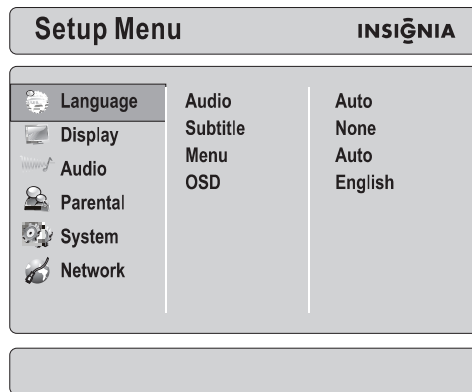 Setup Menu
INSIGNIA
Language Audio Auto
Display Subtitle None
Audio Menu Auto
Parental OSD English
System
Network